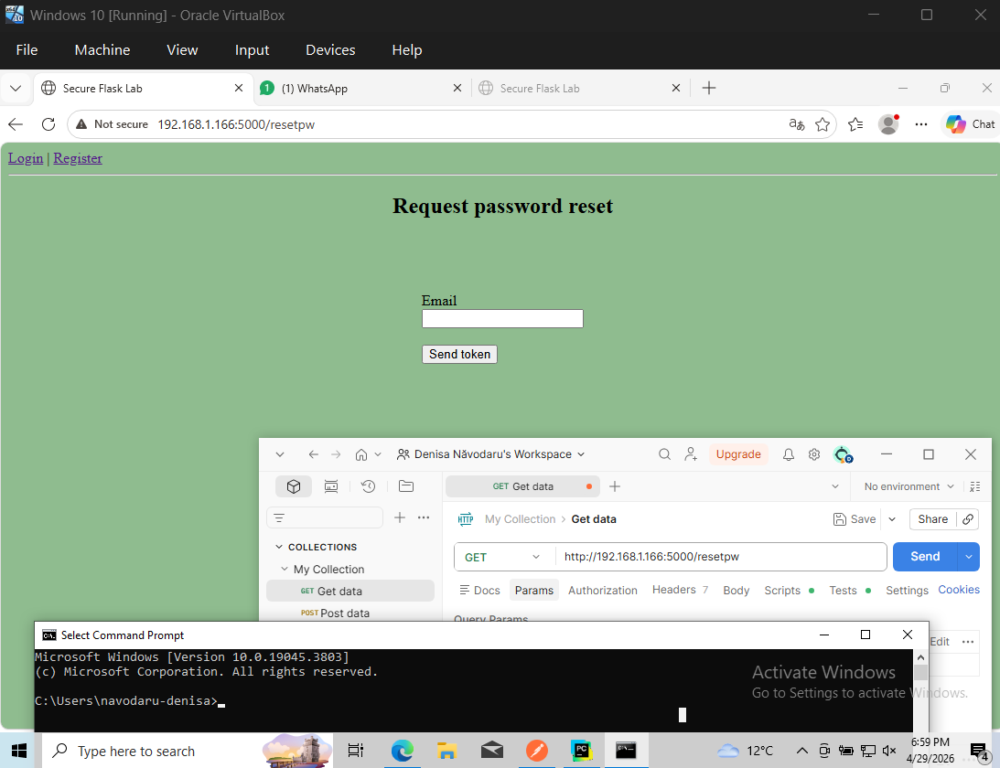 Windows 10 [Running] - Oracle VirtualBox
File Machine View Input Devices Help
Secure Flask Lab
1 (1) WhatsApp
Secure Flask Lab
Not secure 192.168.1.166:5000/resetpw
Chat
Login | Register
Request password reset
Email
Send token
Denisa Năvodaru's Workspace
Upgrade
GET Get data
No environment
HTTP My Collection › Get data
Save
Share
COLLECTIONS
My Collection
GET Get data
POST Post data
GET http://192.168.1.166:5000/resetpw
Send
Docs Params Authorization Headers 7 Body Scripts Tests Settings Cookies
Query Params
Edit
Select Command Prompt
Microsoft Windows [Version 10.0.19045.3803]
(c) Microsoft Corporation. All rights reserved.
C:\Users\navodaru-denisa>
Activate Windows
Go to Settings to activate Windows.
Type here to search
PC
12°C
6:59 PM
4/29/2026
4